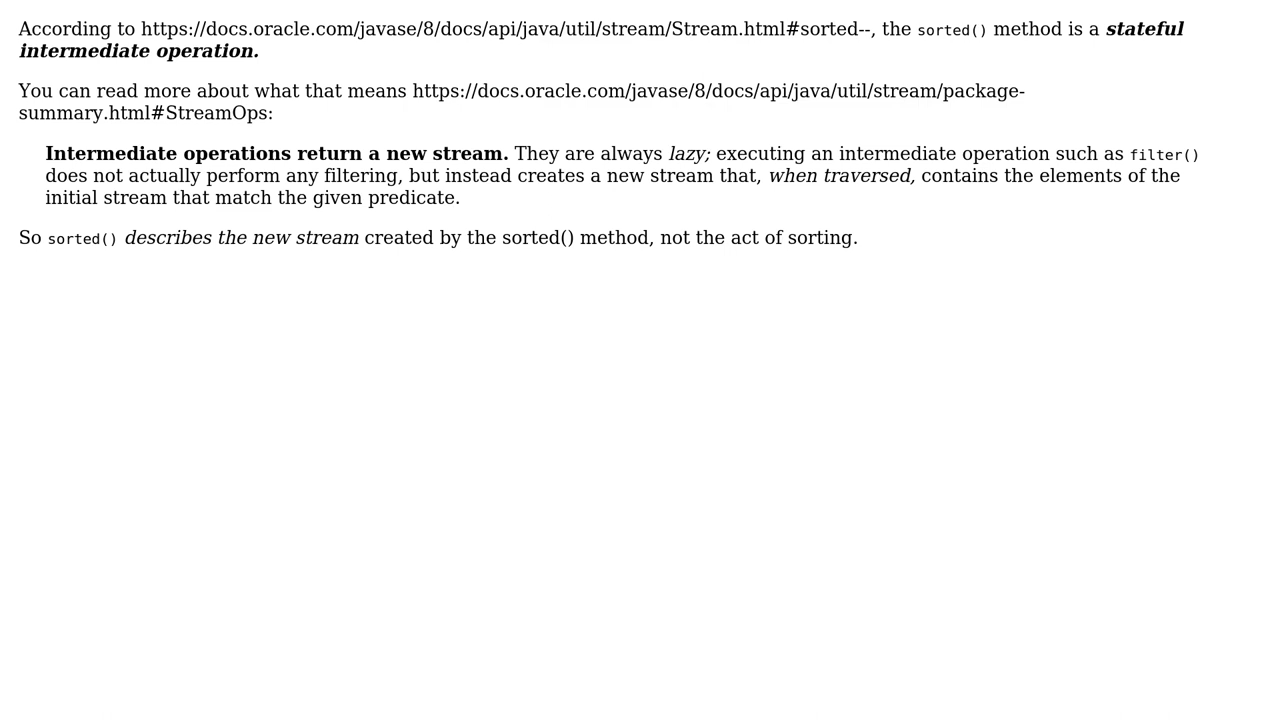 According to https://docs.oracle.com/javase/8/docs/api/java/util/stream/Stream.html#sorted--, the sorted() method is a stateful
intermediate operation.
You can read more about what that means https://docs.oracle.com/javase/8/docs/api/java/util/stream/package-
summary.html#StreamOps:
Intermediate operations return a new stream. They are always lazy; executing an intermediate operation such as filter()
does not actually perform any filtering, but instead creates a new stream that, when traversed, contains the elements of the
initial stream that match the given predicate.
So sorted() describes the new stream created by the sorted() method, not the act of sorting.